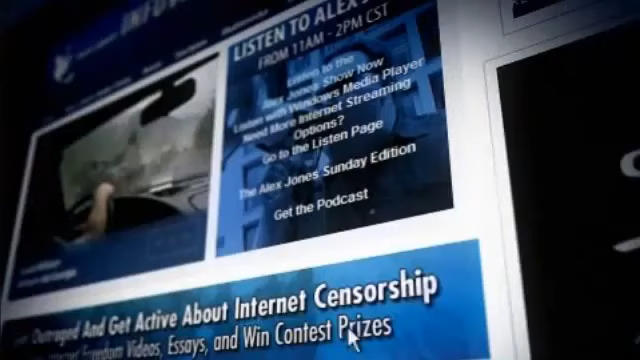 LISTEN TO ALEX
FROM 11AM - 2PM CST
Listen to the
Alex Jones Show Now
Listen with Windows Media Player
Need More Internet Streaming
Options?
Go to the Listen Page
The Alex Jones Sunday Edition
Get the Podcast
Outraged And Get Active About Internet Censorship
Freedom Videos, Essays, and Win Contest Prizes